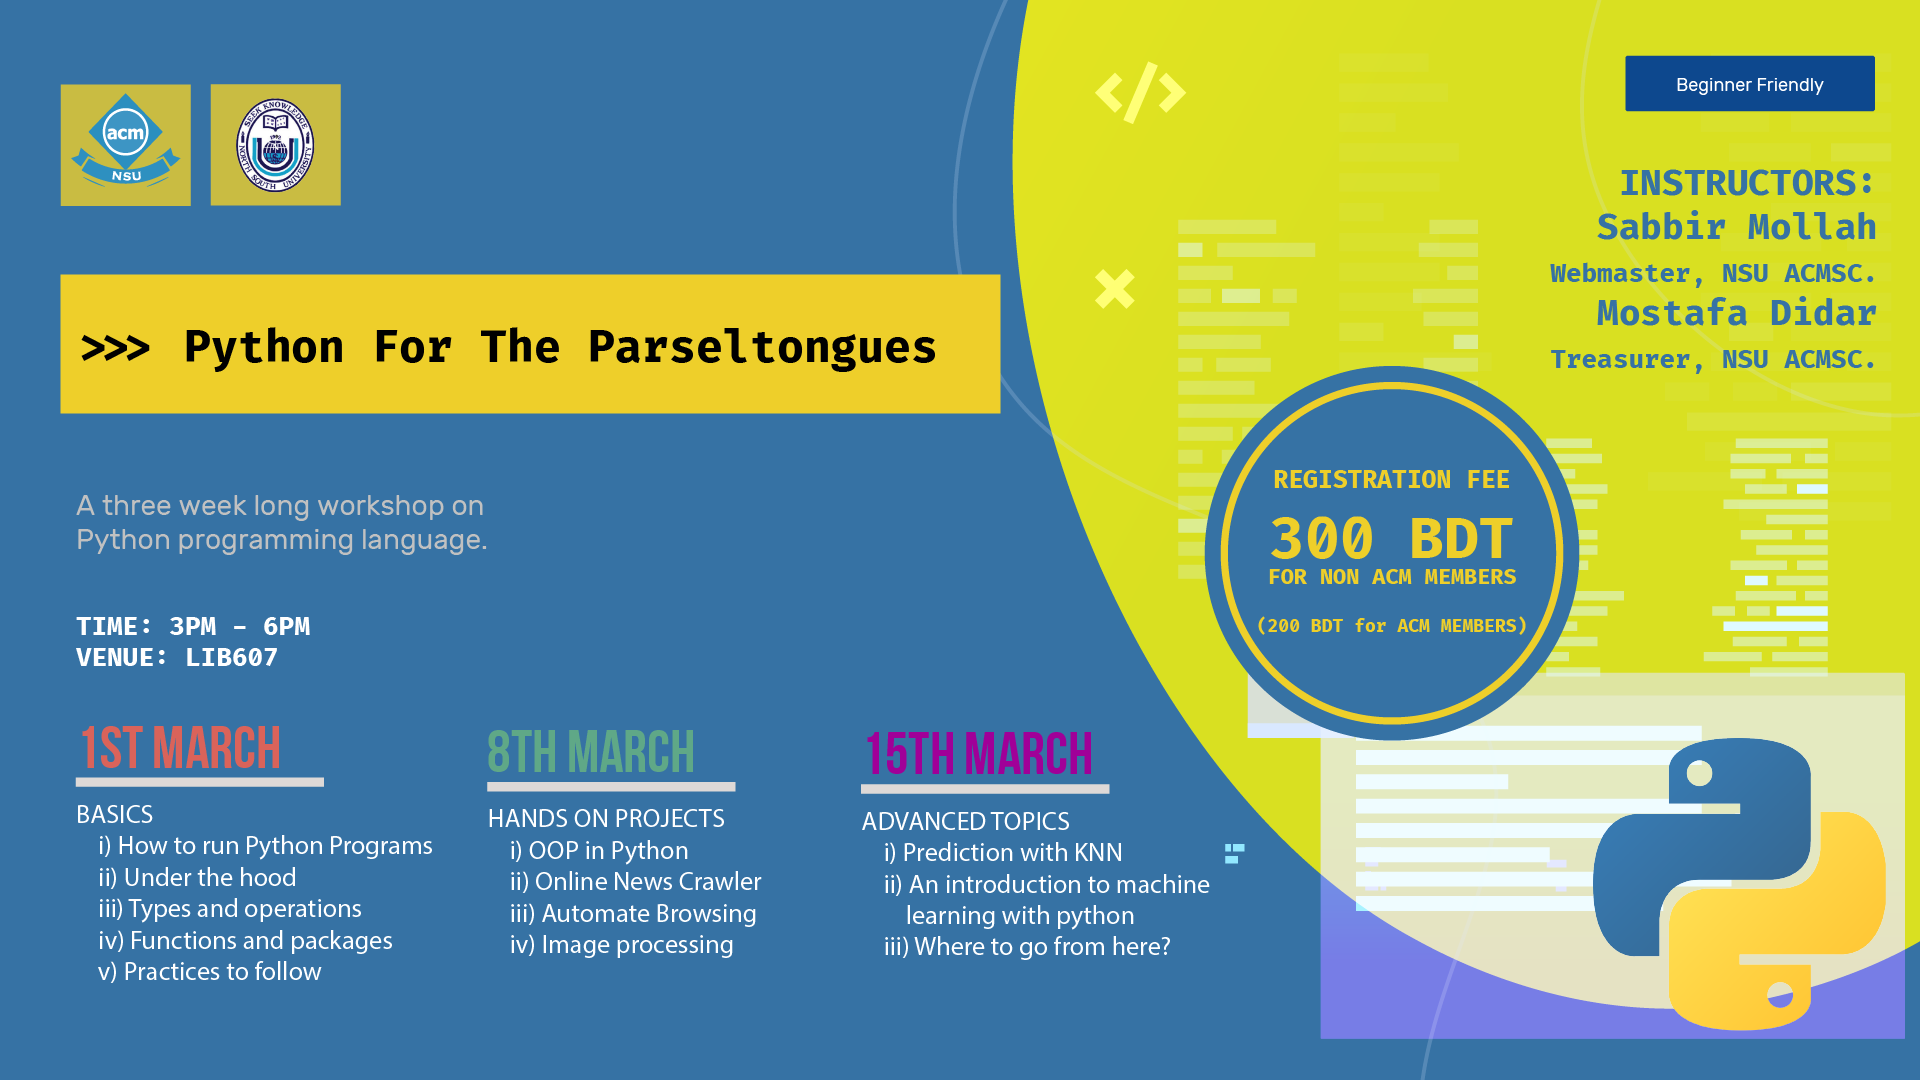 acm
NSU
SEEK KNOWLEDGE
NORTH SOUTH UNIVERSITY
>>> Python For The Parseltongues
A three week long workshop on
Python programming language.
TIME: 3PM - 6PM
VENUE: LIB607
1ST MARCH
BASICS
i) How to run Python Programs
ii) Under the hood
iii) Types and operations
iv) Functions and packages
v) Practices to follow
8TH MARCH
HANDS ON PROJECTS
i) OOP in Python
ii) Online News Crawler
iii) Automate Browsing
iv) Image processing
15TH MARCH
ADVANCED TOPICS
i) Prediction with KNN
ii) An introduction to machine
learning with python
iii) Where to go from here?
</>
Beginner Friendly
INSTRUCTORS:
Sabbir Mollah
Webmaster, NSU ACMSC.
Mostafa Didar
Treasurer, NSU ACMSC.
REGISTRATION FEE
300 BDT
FOR NON ACM MEMBERS
(200 BDT for ACM MEMBERS)